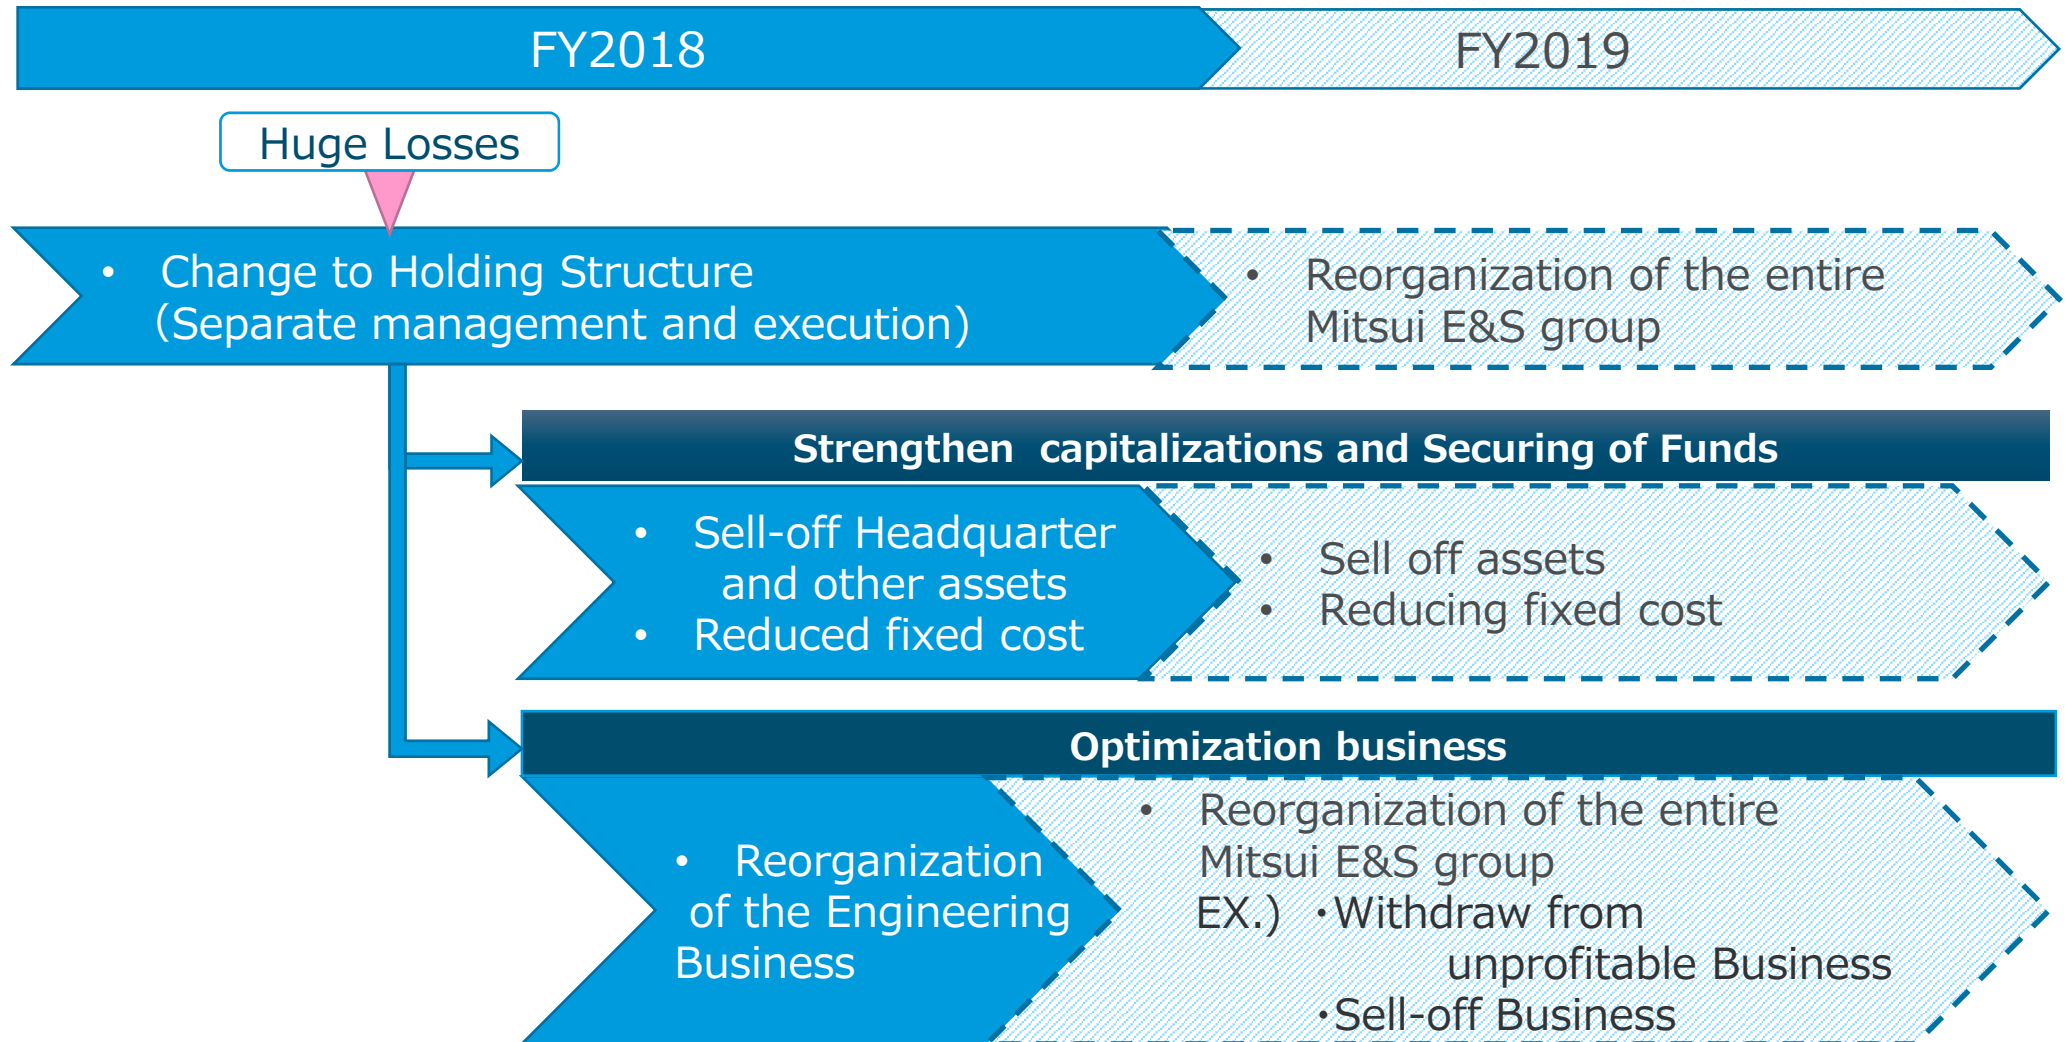 FY2018
FY2019
Huge Losses
• Change to Holding Structure
(Separate management and execution)
• Reorganization of the entire
Mitsui E&S group
Strengthen capitalizations and Securing of Funds
• Sell-off Headquarter
and other assets
• Reduced fixed cost
• Sell off assets
• Reducing fixed cost
Optimization business
• Reorganization
of the Engineering
Business
• Reorganization of the entire
Mitsui E&S group
EX.) ・Withdraw from
unprofitable Business
・Sell-off Business